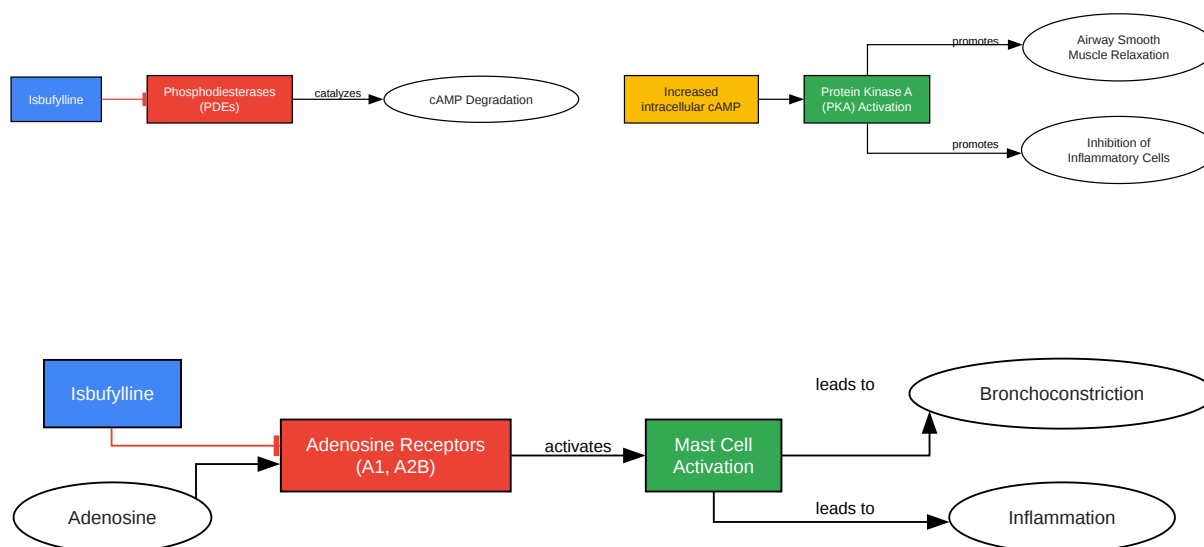 Isbufylline
Phosphodiesterases
(PDEs)
catalyzes
cAMP Degradation
Increased
intracellular cAMP
Protein Kinase A
(PKA) Activation
promotes
Airway Smooth
Muscle Relaxation
promotes
Inhibition of
Inflammatory Cells
Isbufylline
Adenosine
Adenosine Receptors
(A1, A2B)
activates
Mast Cell
Activation
leads to
Bronchoconstriction
leads to
Inflammation